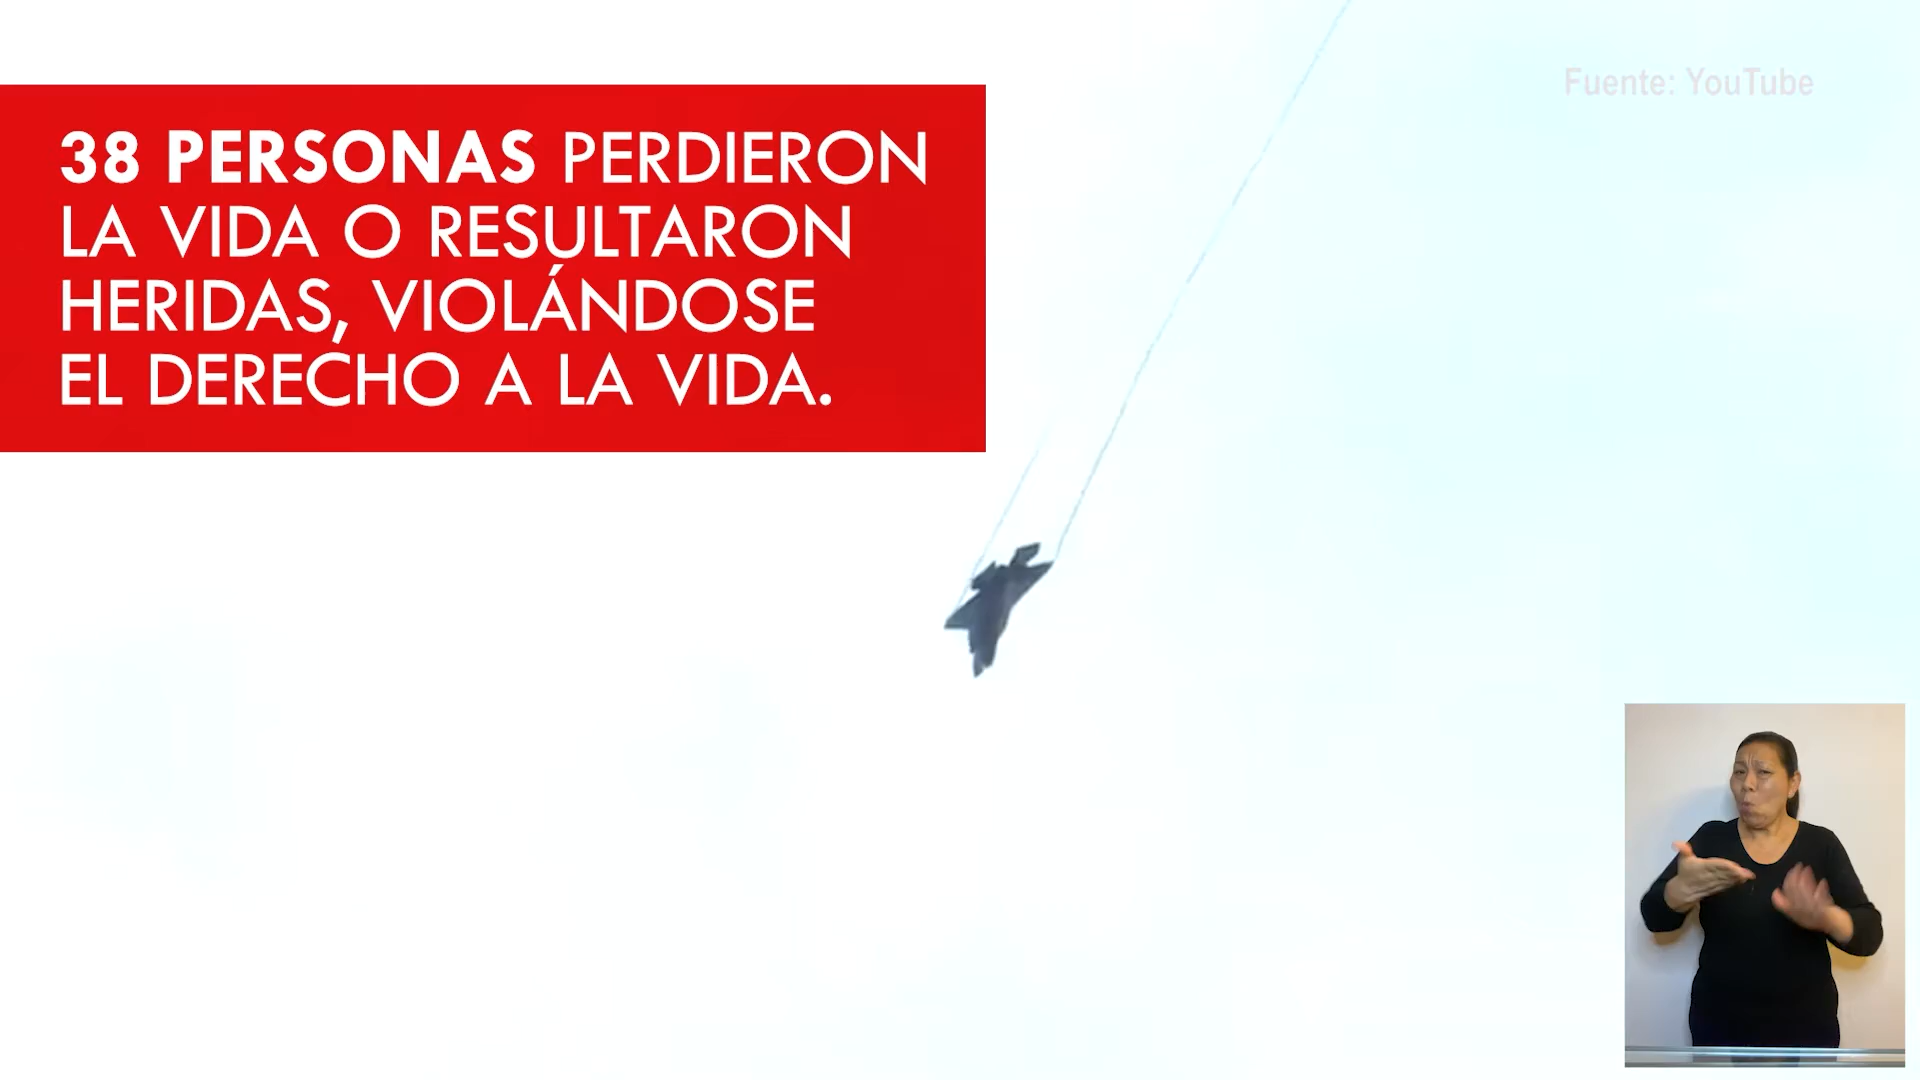 38 PERSONAS PERDIERON
LA VIDA O RESULTARON
HERIDAS, VIOLÁNDOSE
EL DERECHO A LA VIDA.
Fuente: YouTube